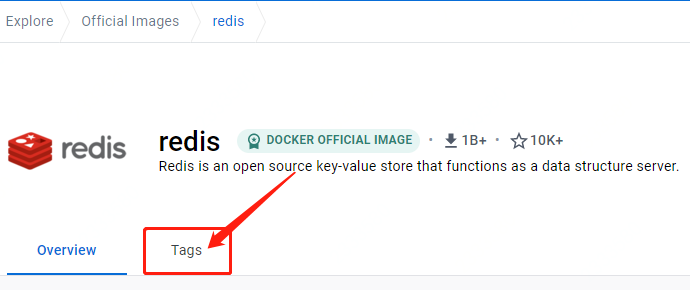 Explore Official Images redis
redis redis DOCKER OFFICIAL IMAGE · 1B+ · 10K+
Redis is an open source key-value store that functions as a data structure server.
Overview Tags